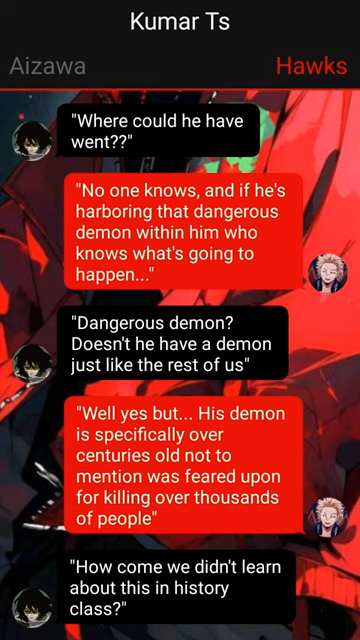 Kumar Ts
Aizawa
Hawks
"Where could he have
went??"
"No one knows, and if he's
harboring that dangerous
demon within him who
knows what's going to
happen..."
"Dangerous demon?
Doesn't he have a demon
just like the rest of us"
"Well yes but... His demon
is specifically over
centuries old not to
mention was feared upon
for killing over thousands
of people"
"How come we didn't learn
about this in history
class?"